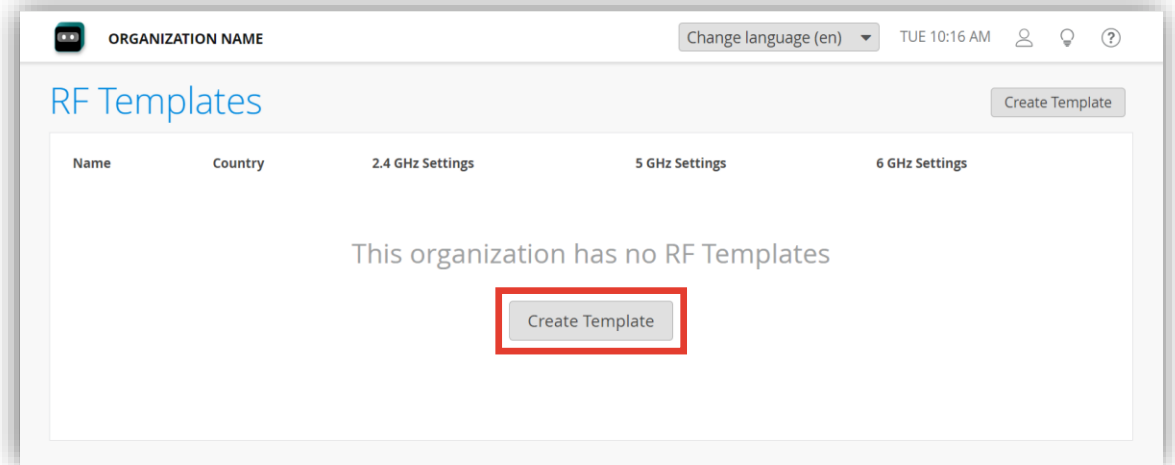 ORGANIZATION NAME
Change language (en)
TUE 10:16 AM
RF Templates
Create Template
Name Country 2.4 GHz Settings 5 GHz Settings 6 GHz Settings
This organization has no RF Templates
Create Template